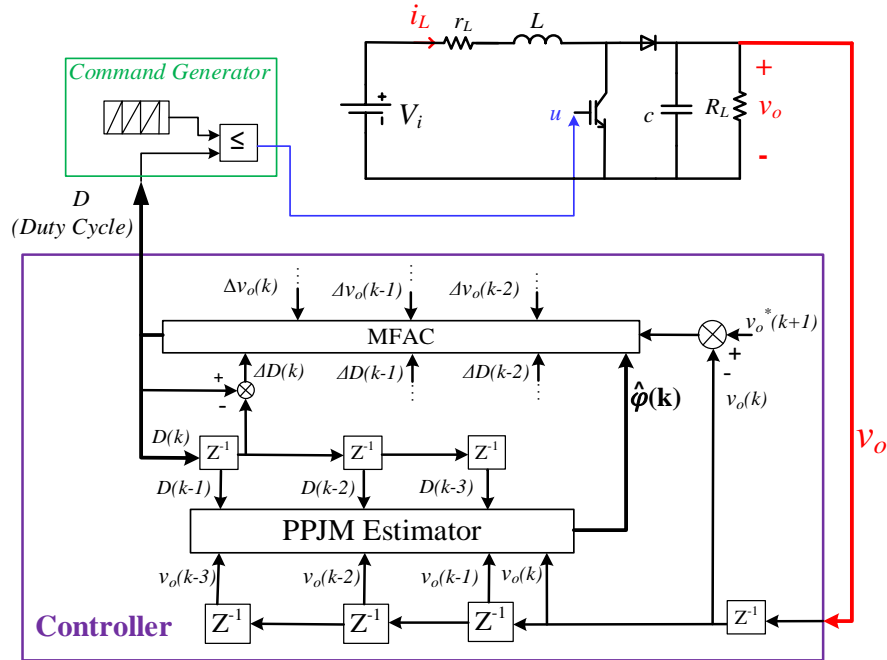 i_L
r_L
L
Command Generator
V_i
u
c
R_L
+
v_o
-
≤
D
(Duty Cycle)
Δv_o(k)
Δv_o(k-1)
Δv_o(k-2)
MFAC
v_o^*(k+1)
+
-
ΔD(k)
ΔD(k-1)
ΔD(k-2)
+
-
φ̂(k)
v_o(k)
D(k)
Z^-1
Z^-1
Z^-1
v_o
D(k-1)
D(k-2)
D(k-3)
PPJM Estimator
v_o(k-3)
v_o(k-2)
v_o(k-1)
v_o(k)
Controller
Z^-1
Z^-1
Z^-1
Z^-1